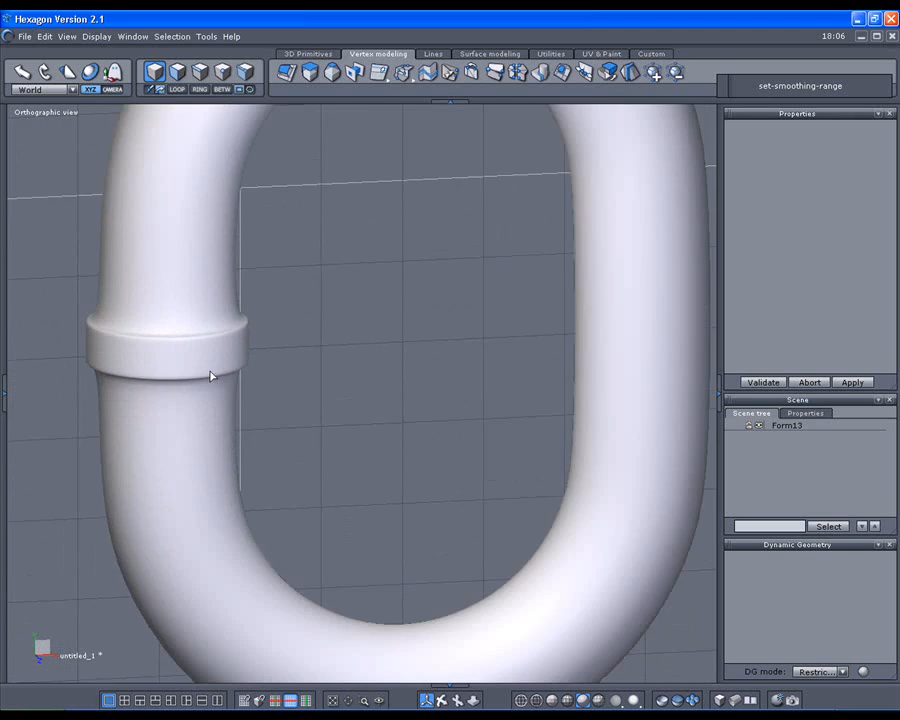 Hexagon Version 2.1
File Edit View Display Window Selection Tools Help 18:06
3D Primitives Vertex modeling Lines Surface modeling Utilities UV & Paint Custom
World XYZ CAMERA LOOP RING BETW
set-smoothing-range
Orthographic view
Properties
Validate Abort Apply
Scene
Scene tree Properties
Form13
Select
Dynamic Geometry
untitled_1 *
DG mode: Restric...